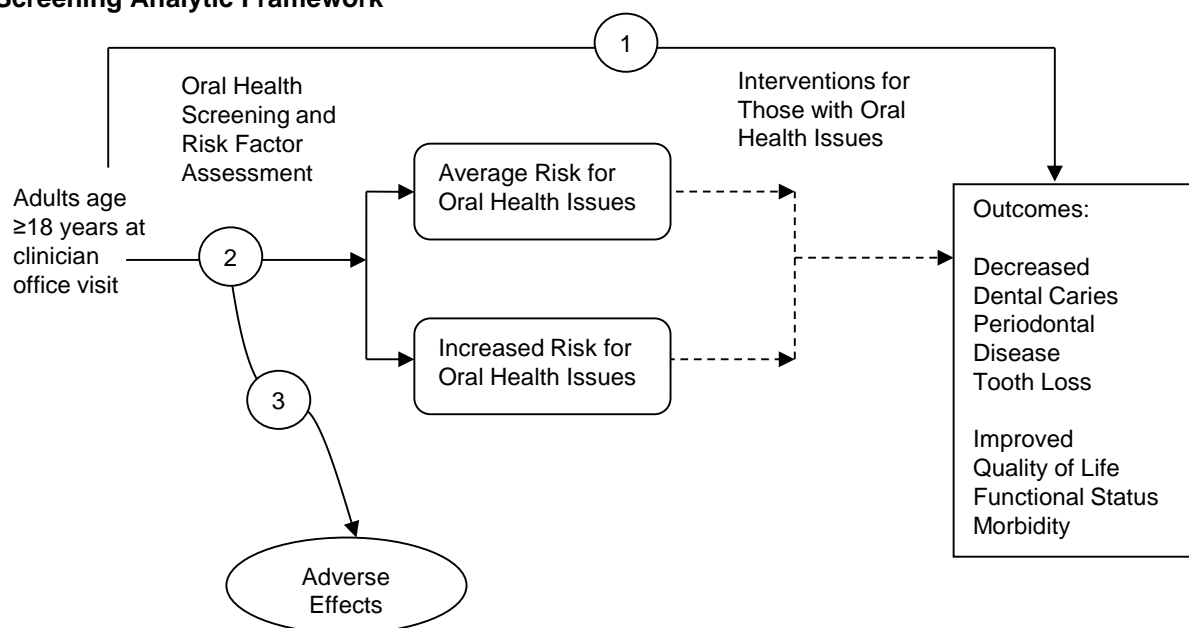 Screening Analytic Framework
1
Oral Health
Screening and
Risk Factor
Assessment
Interventions for
Those with Oral
Health Issues
Adults age
≥18 years at
clinician
office visit
2
Average Risk for
Oral Health Issues
Increased Risk for
Oral Health Issues
3
Adverse
Effects
Outcomes:
Decreased
Dental Caries
Periodontal
Disease
Tooth Loss
Improved
Quality of Life
Functional Status
Morbidity